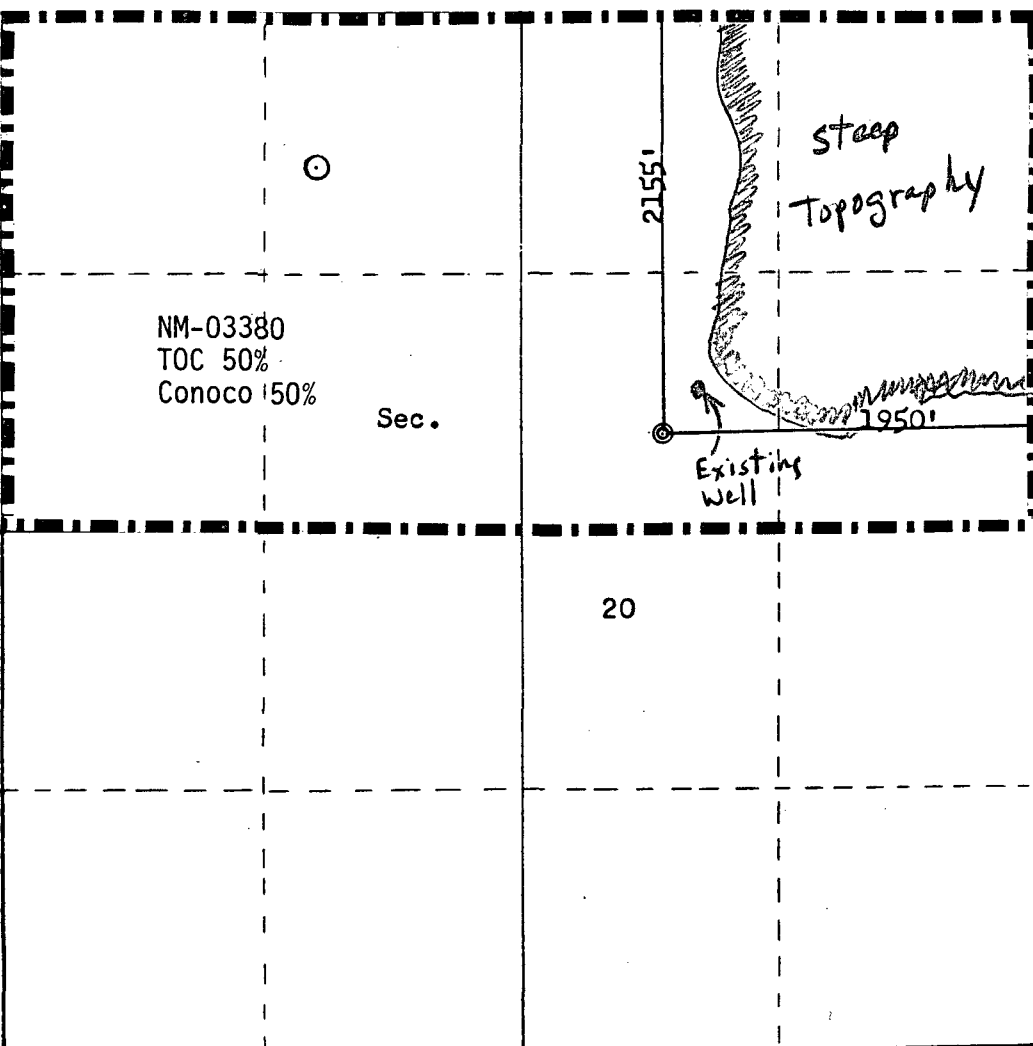 steep
Topography
2155'
NM-03380
TOC 50%
Conoco 50%
Sec.
1950'
Existing
Well
20